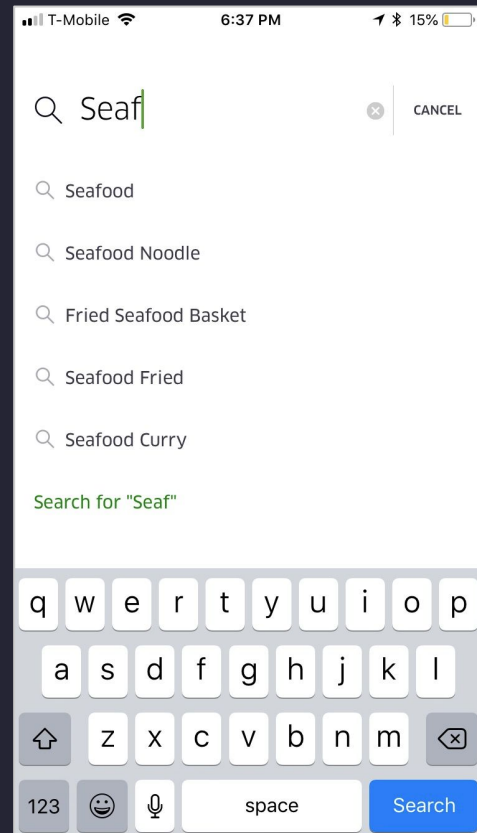 T-Mobile 6:37 PM 15%
Seaf CANCEL
Seafood
Seafood Noodle
Fried Seafood Basket
Seafood Fried
Seafood Curry
Search for "Seaf"
q w e r t y u i o p
a s d f g h j k l
z x c v b n m
123 space Search